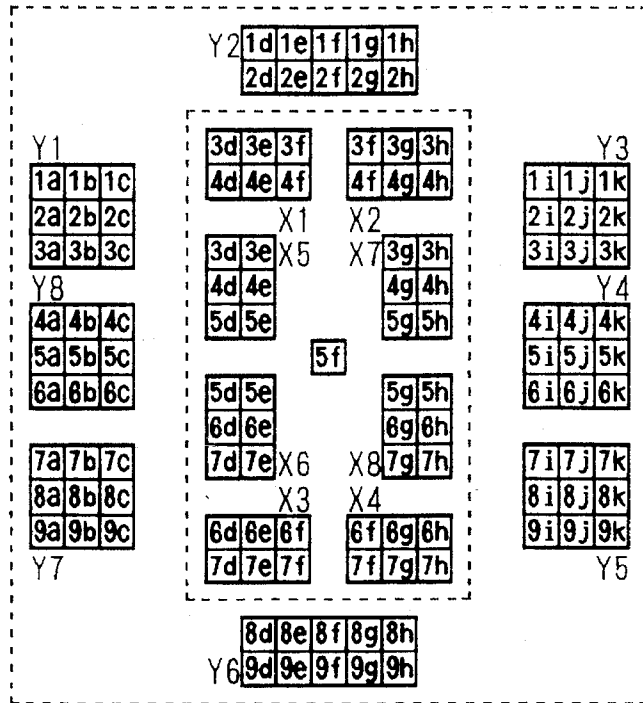 Y2 1d 1e 1f 1g 1h
2d 2e 2f 2g 2h
Y1
1a 1b 1c
2a 2b 2c
3a 3b 3c
Y8
4a 4b 4c
5a 5b 5c
6a 6b 6c
7a 7b 7c
8a 8b 8c
9a 9b 9c
Y7
3d 3e 3f
4d 4e 4f
X1
3f 3g 3h
4f 4g 4h
X2
3d 3e X5
4d 4e
5d 5e
X7 3g 3h
4g 4h
5g 5h
5f
5d 5e
6d 6e
7d 7e X6
5g 5h
6g 6h
X8 7g 7h
X3
6d 6e 6f
7d 7e 7f
X4
6f 6g 6h
7f 7g 7h
Y3
1i 1j 1k
2i 2j 2k
3i 3j 3k
Y4
4i 4j 4k
5i 5j 5k
6i 6j 6k
7i 7j 7k
8i 8j 8k
9i 9j 9k
Y5
8d 8e 8f 8g 8h
Y6 9d 9e 9f 9g 9h